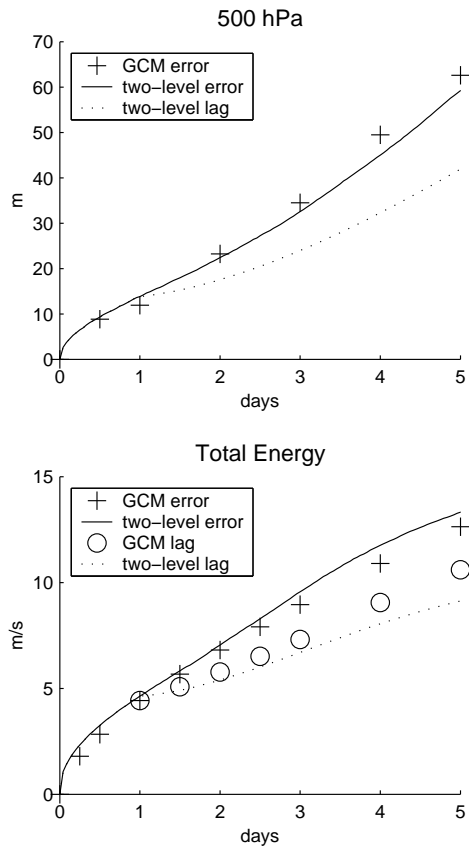 500 hPa
70
60
50
40
30
20
10
0
m
GCM error
two-level error
two-level lag
0 1 2 3 4 5
days
Total Energy
15
10
5
0
m/s
GCM error
two-level error
GCM lag
two-level lag
0 1 2 3 4 5
days